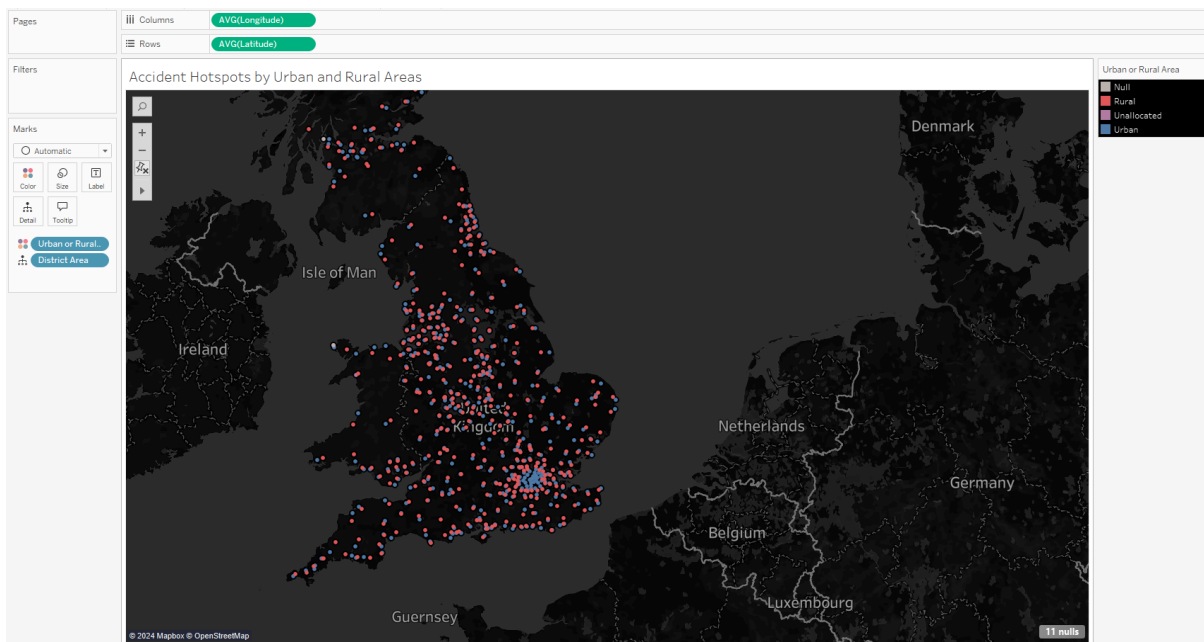 Pages
Columns
AVG(Longitude)
Rows
AVG(Latitude)
Filters
Marks
Automatic
Color
Size
Label
Detail
Tooltip
Urban or Rural..
District Area
Accident Hotspots by Urban and Rural Areas
Denmark
Isle of Man
Ireland
United
Kingdom
Netherlands
Germany
Belgium
Luxembourg
Guernsey
© 2024 Mapbox © OpenStreetMap
11 nulls
Urban or Rural Area
Null
Rural
Unallocated
Urban